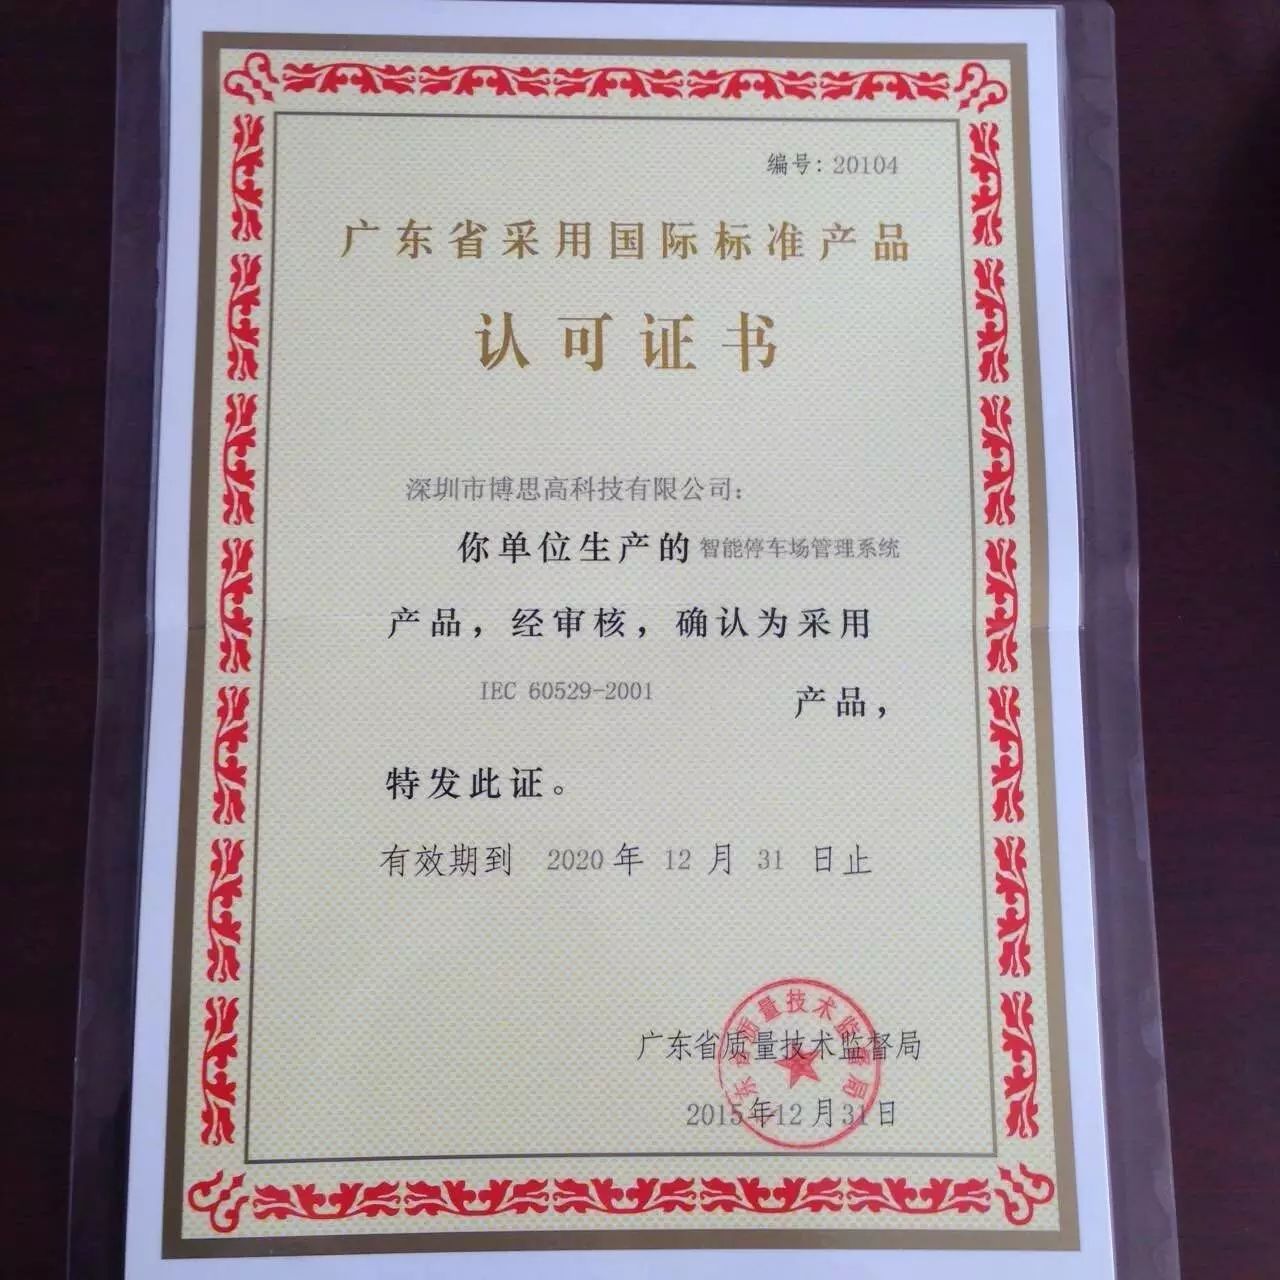 编号：20104
广东省采用国际标准产品
认可证书
深圳市博思高科技有限公司：
你单位生产的 智能停车场管理系统
产品，经审核，确认为采用
IEC 60529-2001 产品，
特发此证。
有效期到 2020 年 12 月 31 日止
广东省质量技术监督局
2015年12月31日